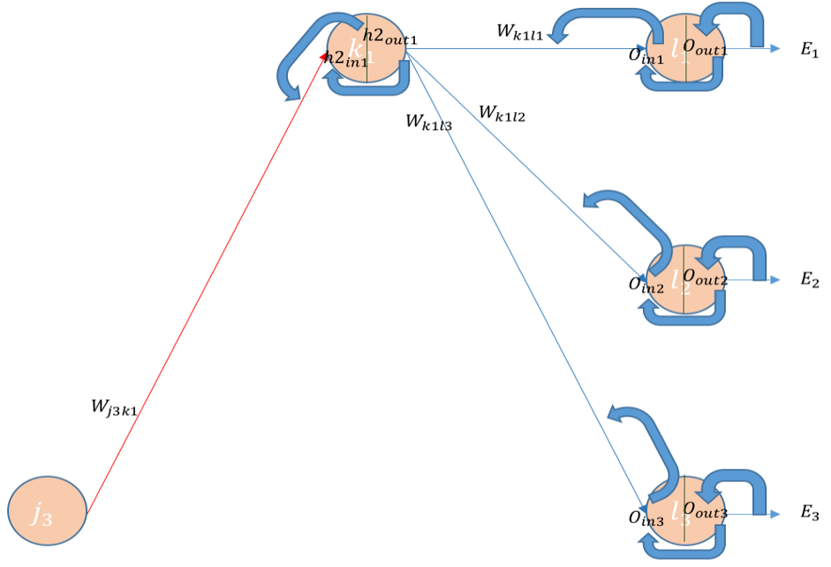 W_{k1l1}
k_1
h2_{out1}
h2_{in1}
l_1
O_{in1}
O_{out1}
E_1
W_{k1l3}
W_{k1l2}
l_2
O_{in2}
O_{out2}
E_2
W_{j3k1}
j_3
l_3
O_{in3}
O_{out3}
E_3